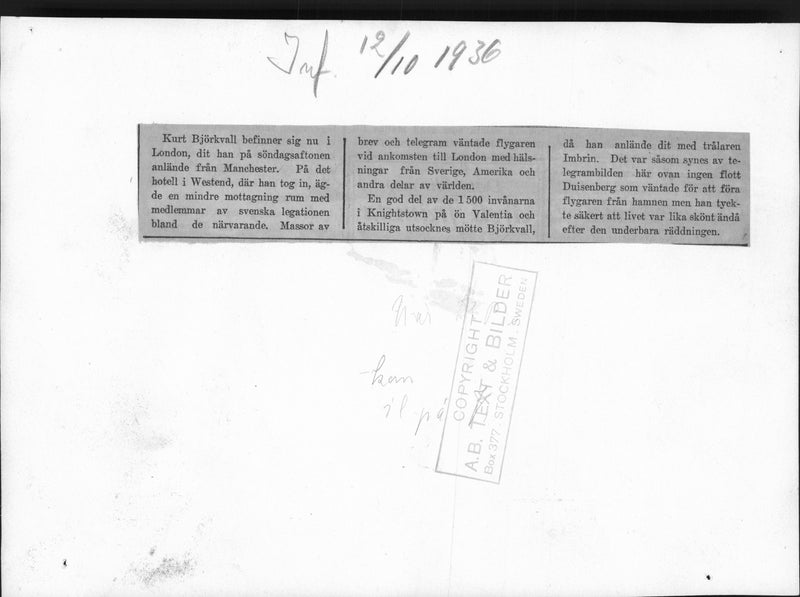 Inf. 12/10 1936
Kurt Björkvall befinner sig nu i
London, dit han på söndagsaftonen
anlände från Manchester. På det
hotell i Westend, där han tog in, äg-
de en mindre mottagning rum med
medlemmar av svenska legationen
bland de närvarande. Massor av
brev och telegram väntade flygaren
vid ankomsten till London med häls-
ningar från Sverige, Amerika och
andra delar av världen.
En god del av de 1 500 invånarna
i Knightstown på ön Valentia och
åtskilliga utsocknes mötte Björkvall,
då han anlände dit med trålaren
Imbrin. Det var såsom synes av te-
legrambilden här ovan ingen flott
Duisenberg som väntade för att föra
flygaren från hamnen men han tyck-
te säkert att livet var lika skönt ändå
efter den underbara räddningen.
kan
på
COPYRIGHT
A.B. TEXT & BILDER
Box 377 . STOCKHOLM . SWEDEN